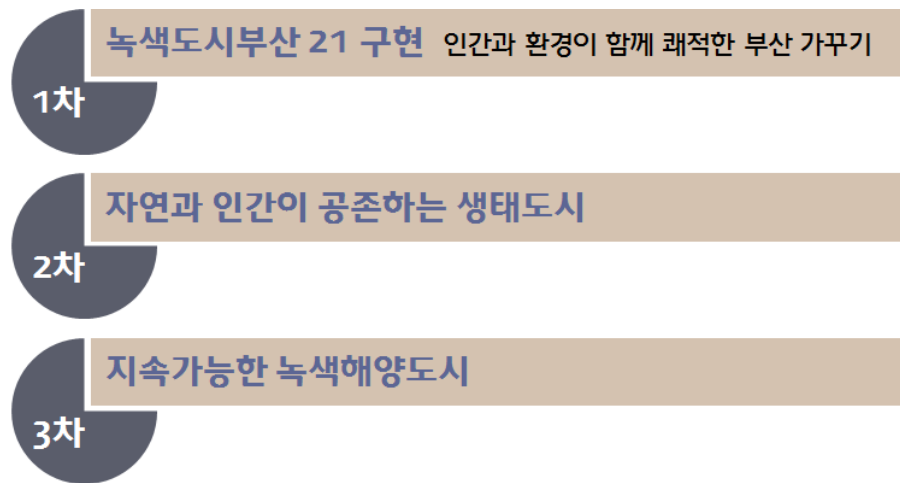 녹색도시부산 21 구현 인간과 환경이 함께 쾌적한 부산 가꾸기
1차
자연과 인간이 공존하는 생태도시
2차
지속가능한 녹색해양도시
3차